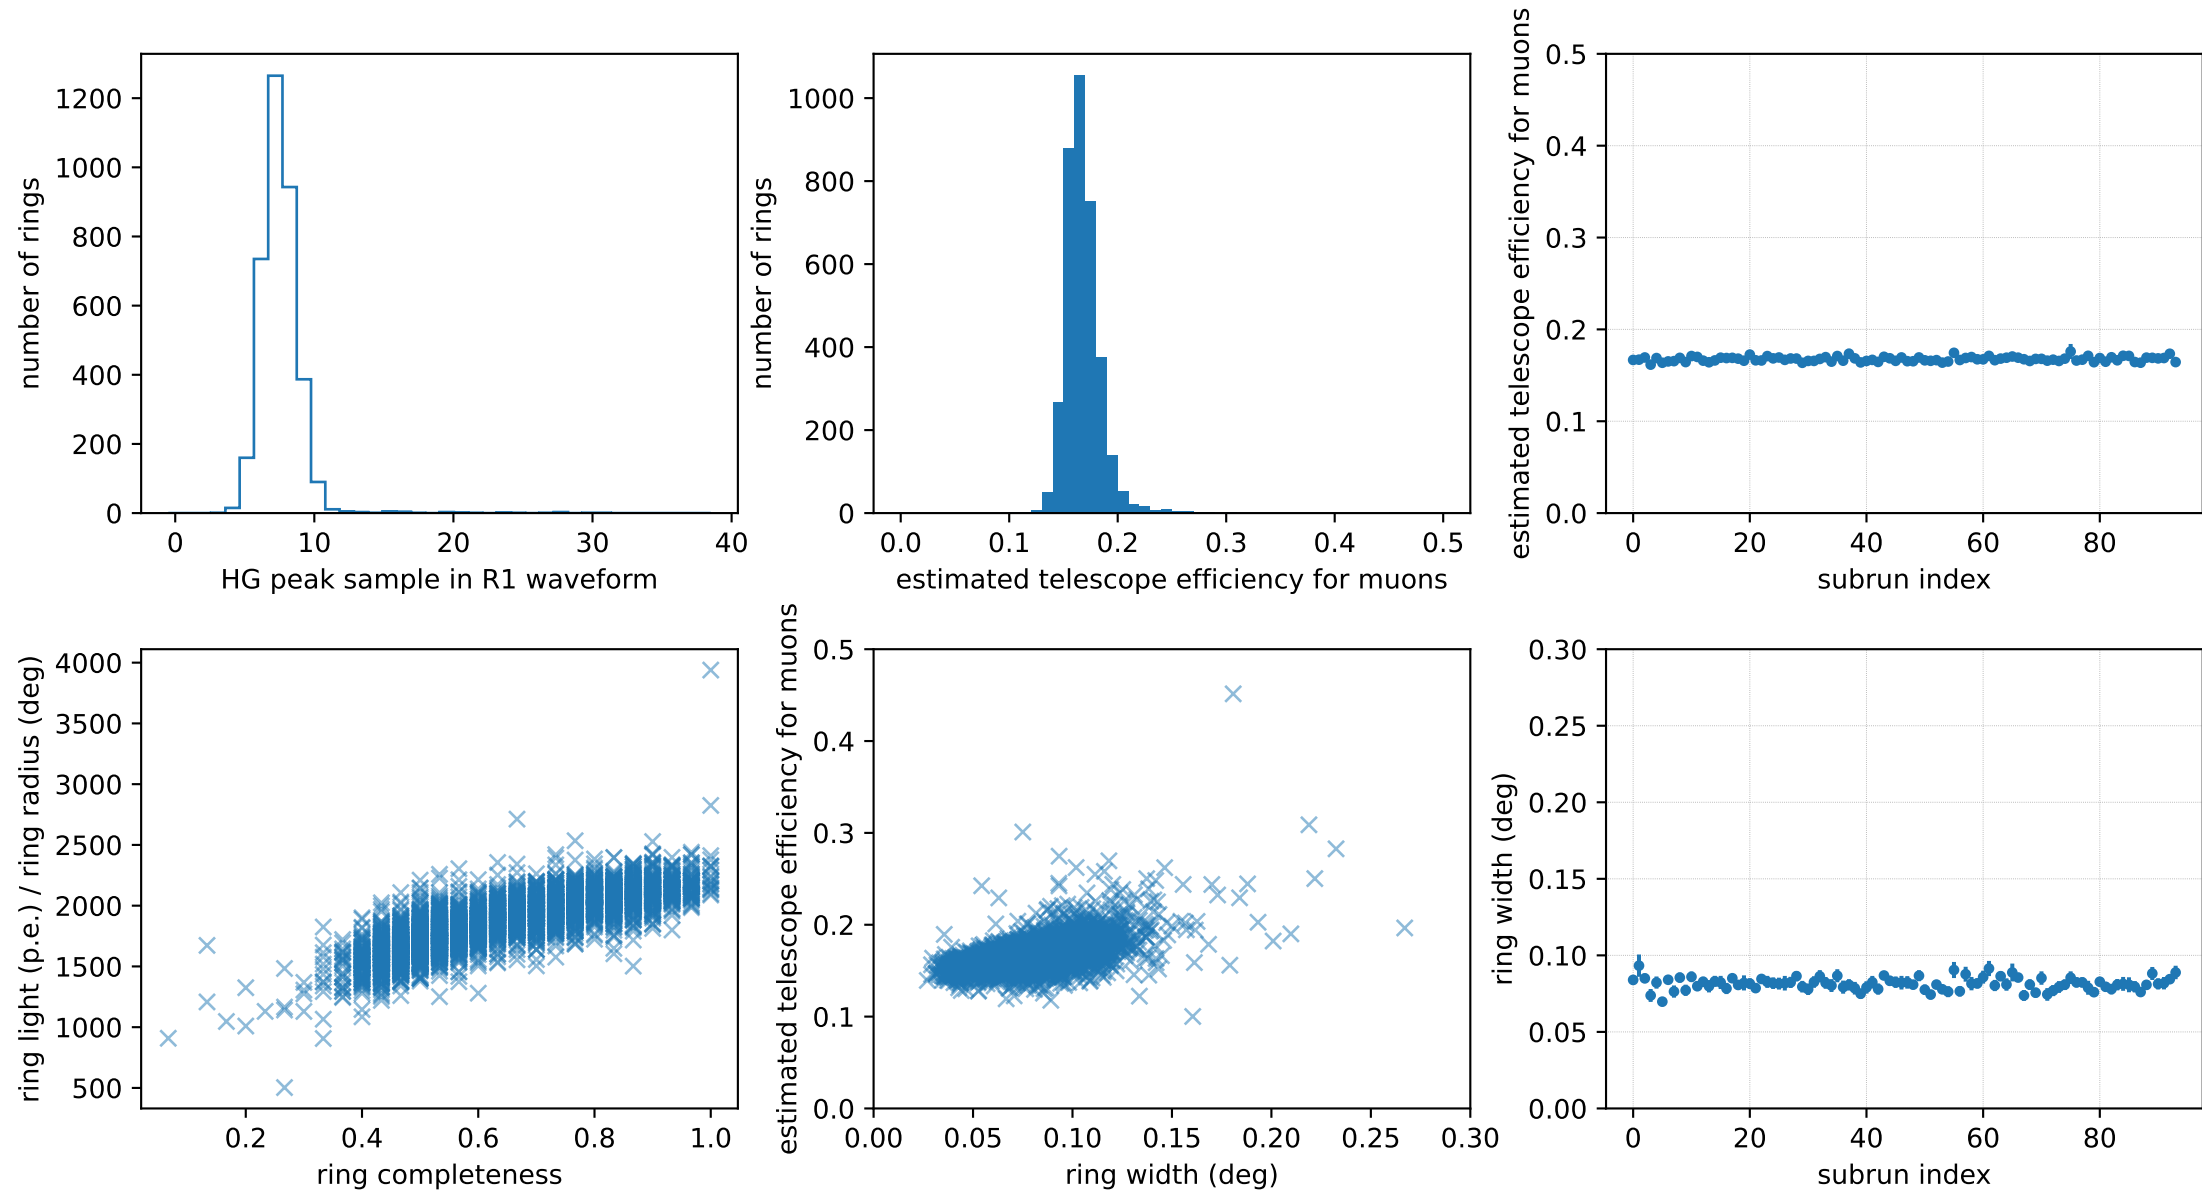 number of rings
1200
1000
800
600
400
200
0
0 10 20 30 40
HG peak sample in R1 waveform
number of rings
1000
800
600
400
200
0
0.0 0.1 0.2 0.3 0.4 0.5
estimated telescope efficiency for muons
estimated telescope efficiency for muons
0.5
0.4
0.3
0.2
0.1
0.0
0 20 40 60 80
subrun index
ring light (p.e.) / ring radius (deg)
4000
3500
3000
2500
2000
1500
1000
500
0.2 0.4 0.6 0.8 1.0
ring completeness
estimated telescope efficiency for muons
0.5
0.4
0.3
0.2
0.1
0.0
0.00 0.05 0.10 0.15 0.20 0.25 0.30
ring width (deg)
ring width (deg)
0.30
0.25
0.20
0.15
0.10
0.05
0.00
0 20 40 60 80
subrun index